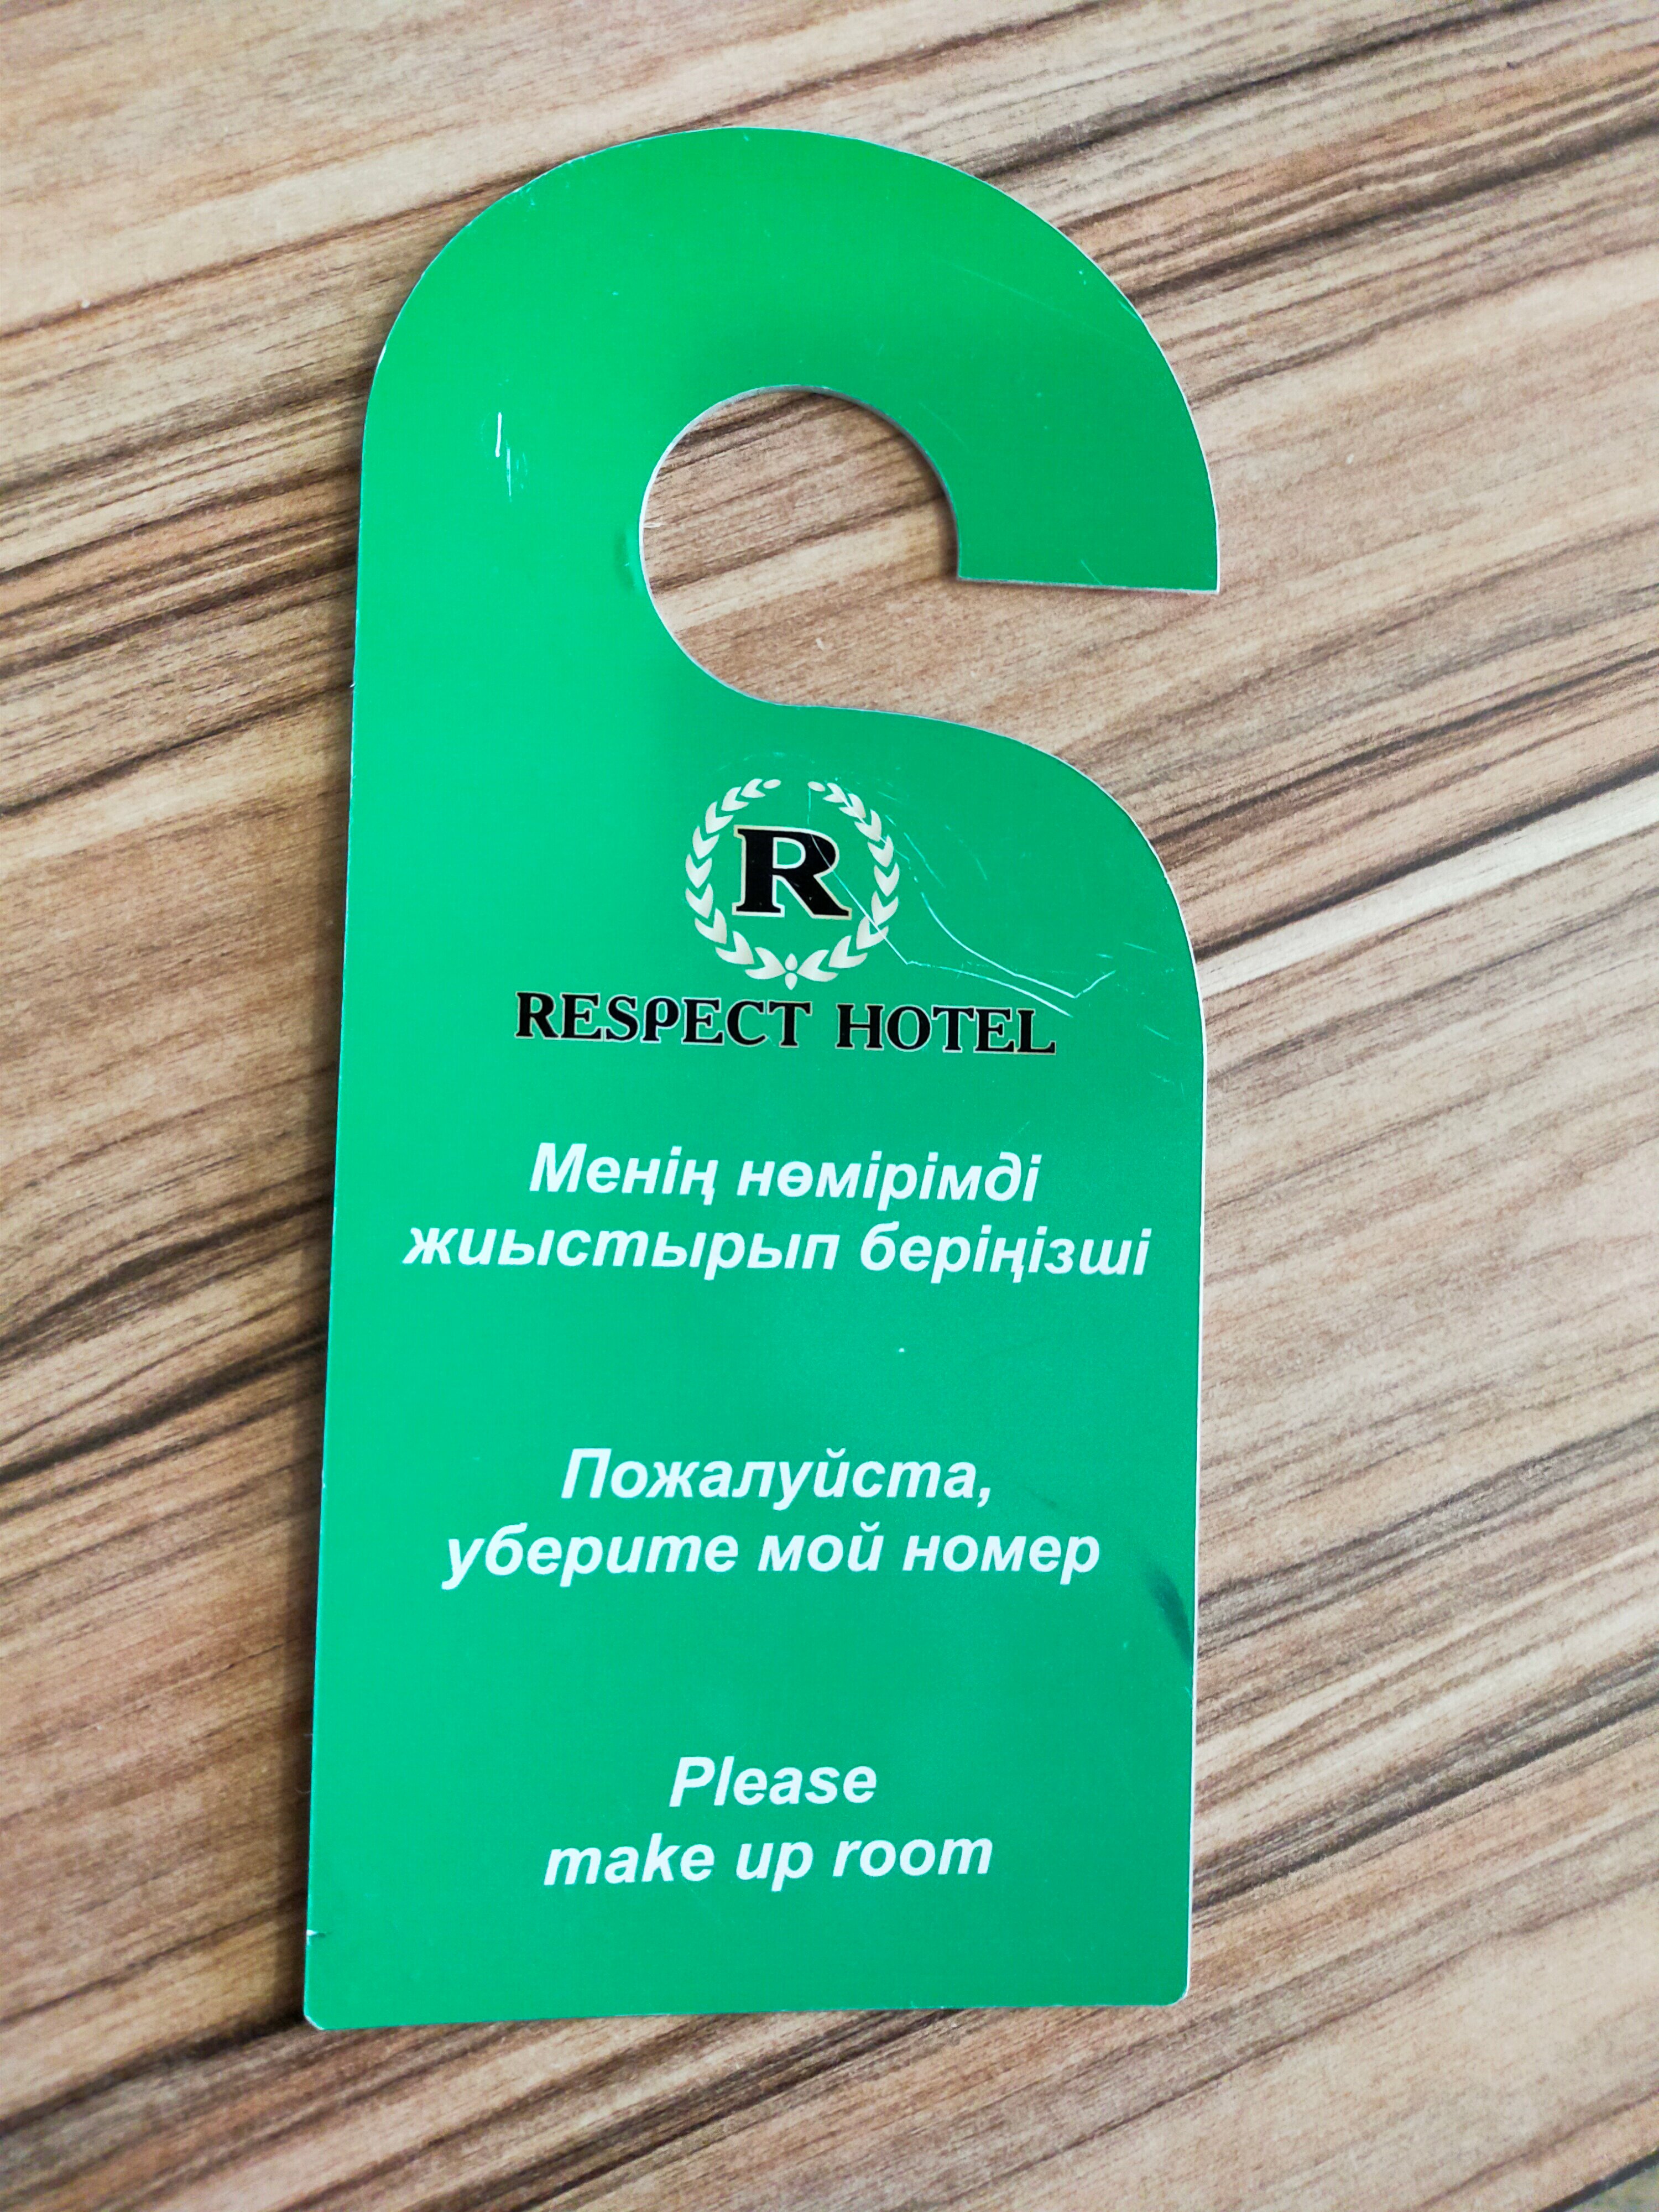 R
RESPECT HOTEL
Менің нөмірімді
жиыстырып беріңізші
Пожалуйста,
уберите мой номер
Please
make up room